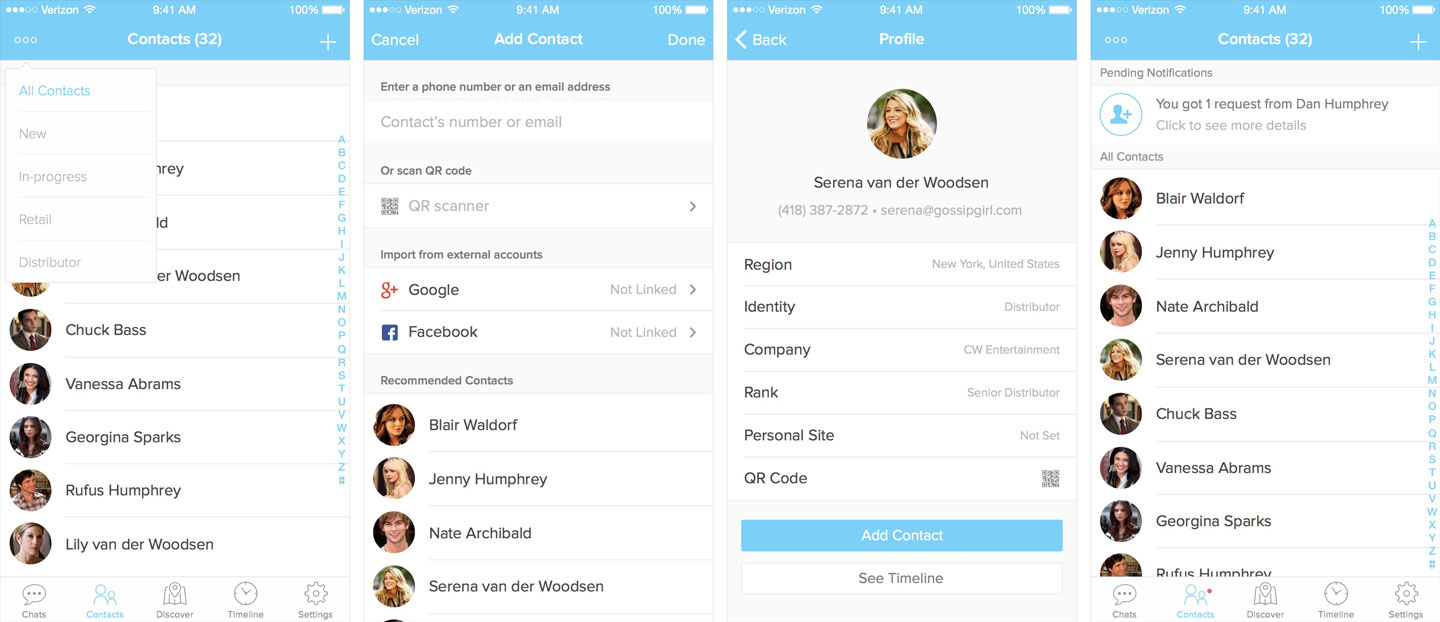 Verizon 9:41 AM 100%
Contacts (32)
All Contacts
New
In-progress
Retail
Distributor
rey
ld
er Woodsen
Chuck Bass
Vanessa Abrams
Georgina Sparks
Rufus Humphrey
Lily van der Woodsen
A
B
C
D
E
F
G
H
I
J
K
L
M
N
O
P
Q
R
S
T
U
V
W
X
Y
Z
#
Chats Contacts Discover Timeline Settings
Verizon 9:41 AM 100%
Cancel Add Contact Done
Enter a phone number or an email address
Contact's number or email
Or scan QR code
QR scanner
Import from external accounts
Google Not Linked
Facebook Not Linked
Recommended Contacts
Blair Waldorf
Jenny Humphrey
Nate Archibald
Serena van der Woodsen
Verizon 9:41 AM 100%
Back Profile
Serena van der Woodsen
(418) 387-2872 • serena@gossipgirl.com
Region New York, United States
Identity Distributor
Company CW Entertainment
Rank Senior Distributor
Personal Site Not Set
QR Code
Add Contact
See Timeline
Verizon 9:41 AM 100%
Contacts (32)
Pending Notifications
You got 1 request from Dan Humphrey
Click to see more details
All Contacts
Blair Waldorf
Jenny Humphrey
Nate Archibald
Serena van der Woodsen
Chuck Bass
Vanessa Abrams
Georgina Sparks
Rufus Humphrey
A
B
C
D
E
F
G
H
I
J
K
L
M
N
O
P
Q
R
S
T
U
V
W
X
Y
Z
#
Chats Contacts Discover Timeline Settings